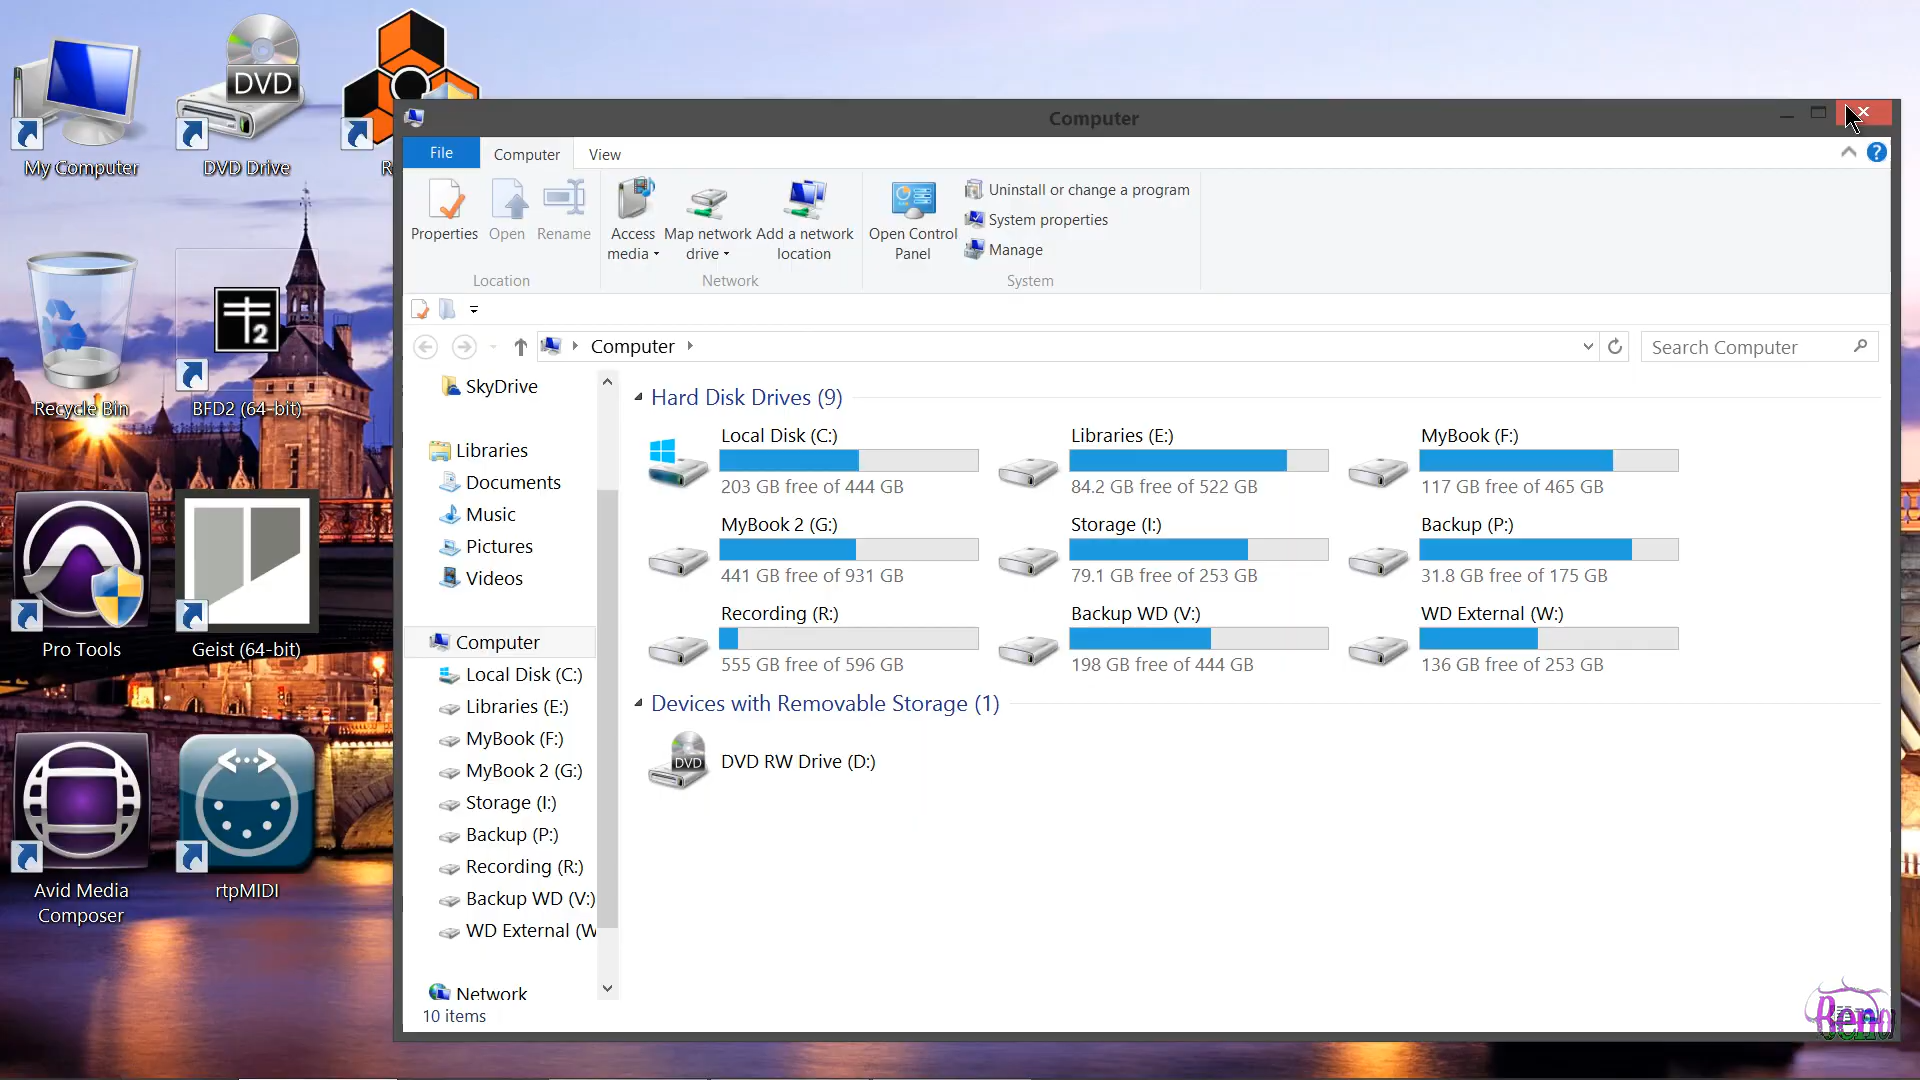 My Computer
DVD
DVD Drive
R
Recycle Bin
BFD2 (64-bit)
Pro Tools
Geist (64-bit)
Avid Media
Composer
rtpMIDI
Computer
File
Computer
View
Properties
Open
Rename
Location
Access
media
Map network
drive
Add a network
location
Network
Open Control
Panel
Uninstall or change a program
System properties
Manage
System
Computer
Search Computer
SkyDrive
Libraries
Documents
Music
Pictures
Videos
Computer
Local Disk (C:)
Libraries (E:)
MyBook (F:)
MyBook 2 (G:)
Storage (I:)
Backup (P:)
Recording (R:)
Backup WD (V:)
WD External (W
Network
10 items
Hard Disk Drives (9)
Local Disk (C:)
203 GB free of 444 GB
Libraries (E:)
84.2 GB free of 522 GB
MyBook (F:)
117 GB free of 465 GB
MyBook 2 (G:)
441 GB free of 931 GB
Storage (I:)
79.1 GB free of 253 GB
Backup (P:)
31.8 GB free of 175 GB
Recording (R:)
555 GB free of 596 GB
Backup WD (V:)
198 GB free of 444 GB
WD External (W:)
136 GB free of 253 GB
Devices with Removable Storage (1)
DVD
DVD RW Drive (D:)